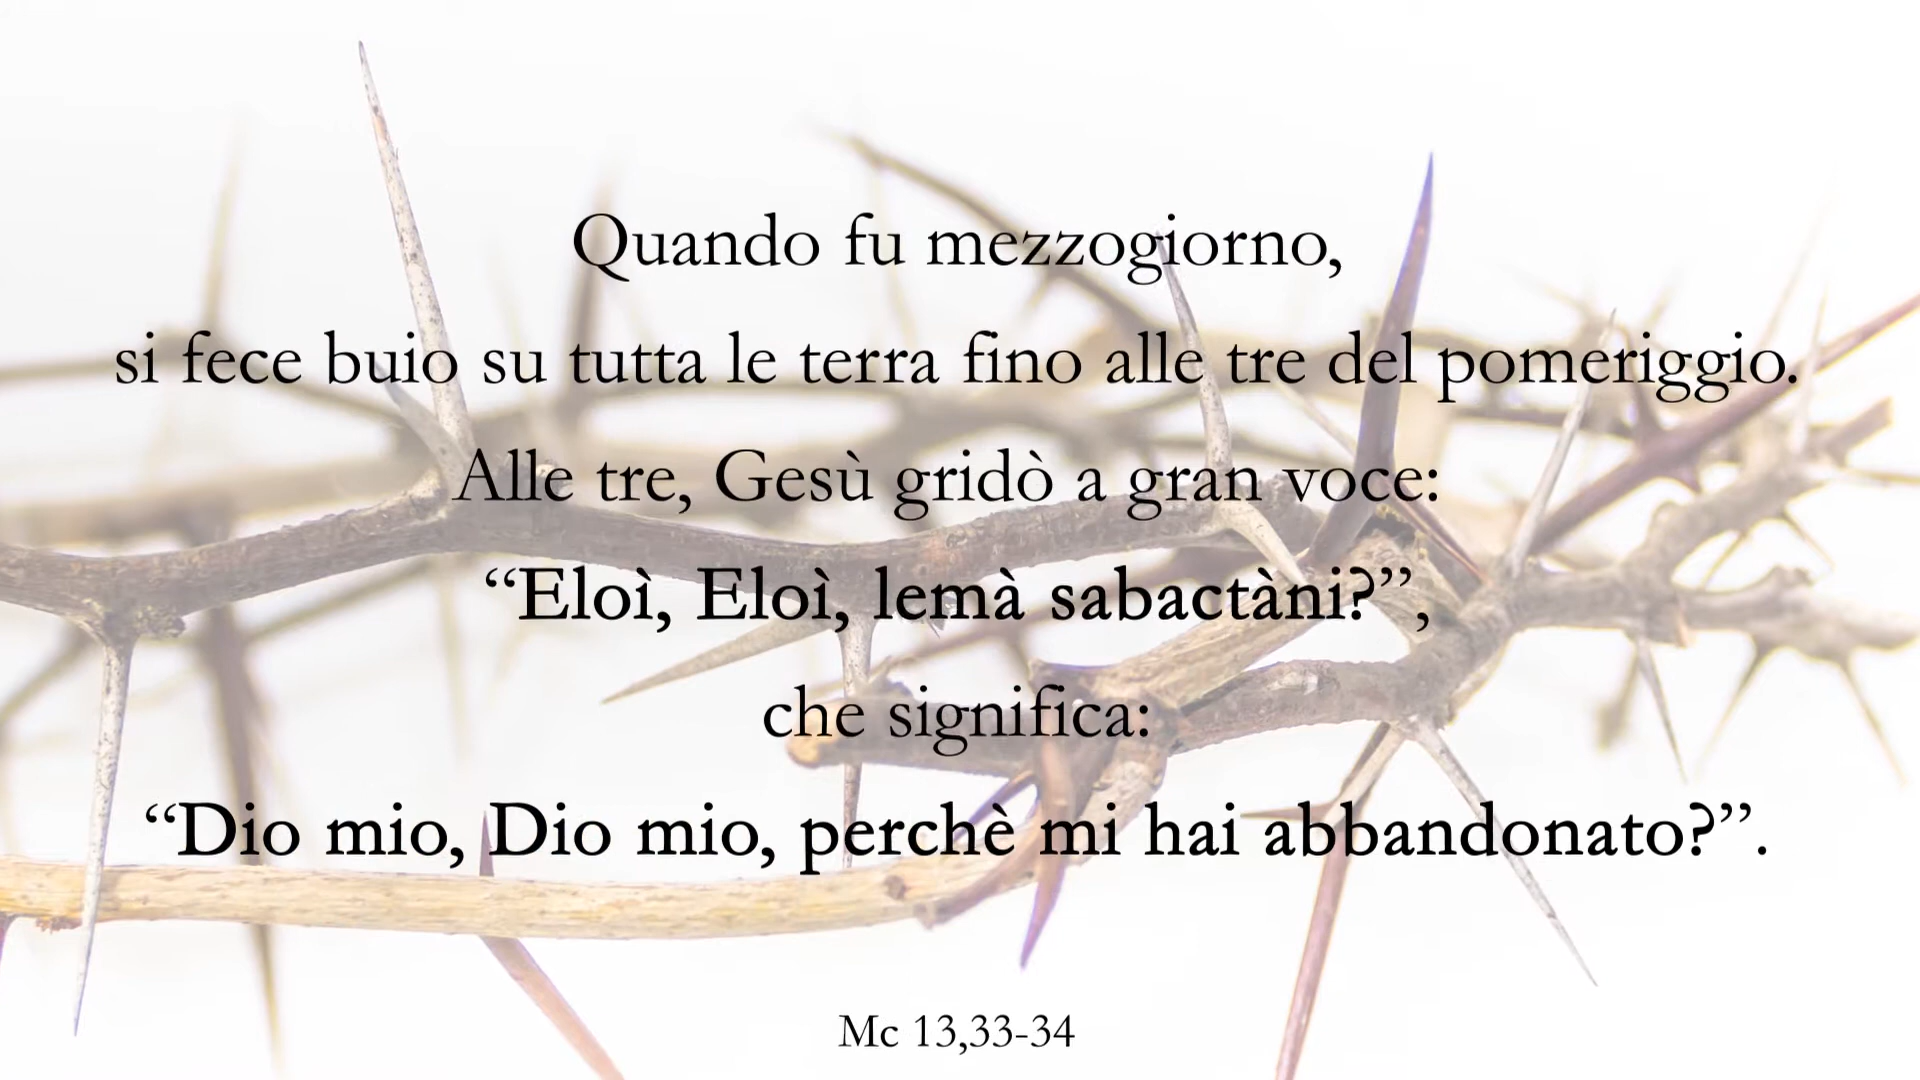 Quando fu mezzogiorno,
si fece buio su tutta le terra fino alle tre del pomeriggio.
Alle tre, Gesù gridò a gran voce:
“Eloì, Eloì, lemà sabactàni?”,
che significa:
“Dio mio, Dio mio, perchè mi hai abbandonato?”.
Mc 13,33-34